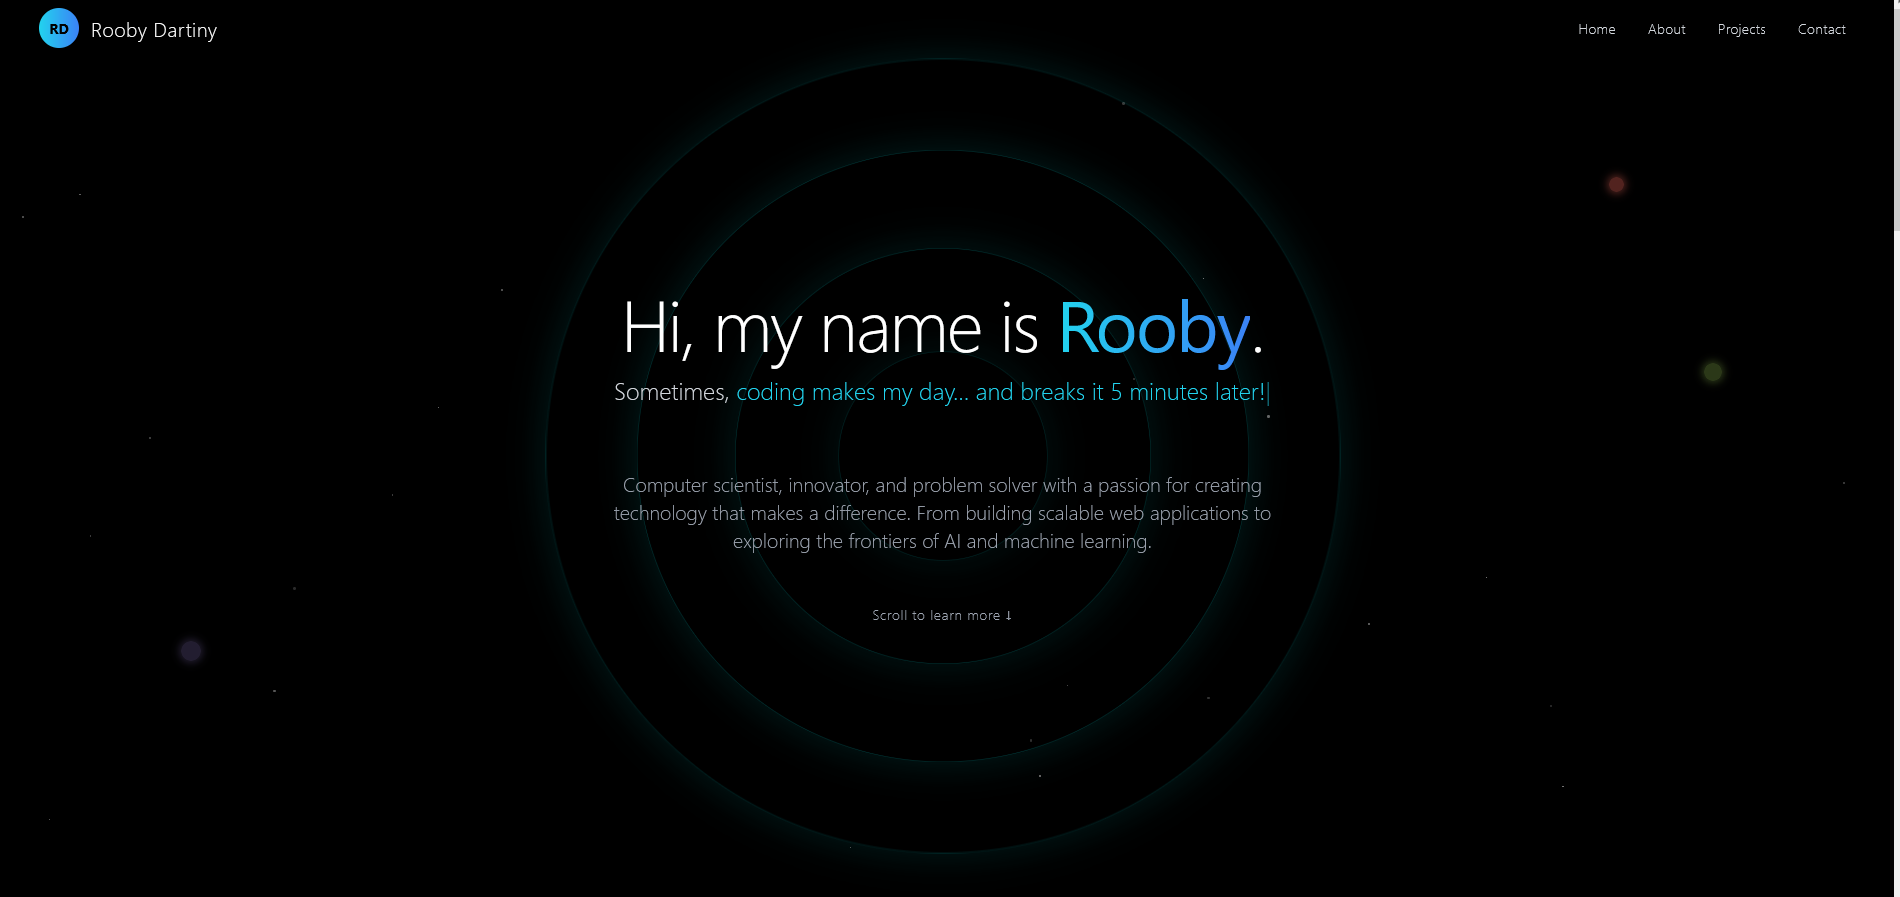 RD
Rooby Dartiny
Home
About
Projects
Contact
Hi, my name is Rooby.
Sometimes, coding makes my day... and breaks it 5 minutes later!|
Computer scientist, innovator, and problem solver with a passion for creating
technology that makes a difference. From building scalable web applications to
exploring the frontiers of AI and machine learning.
Scroll to learn more ↓